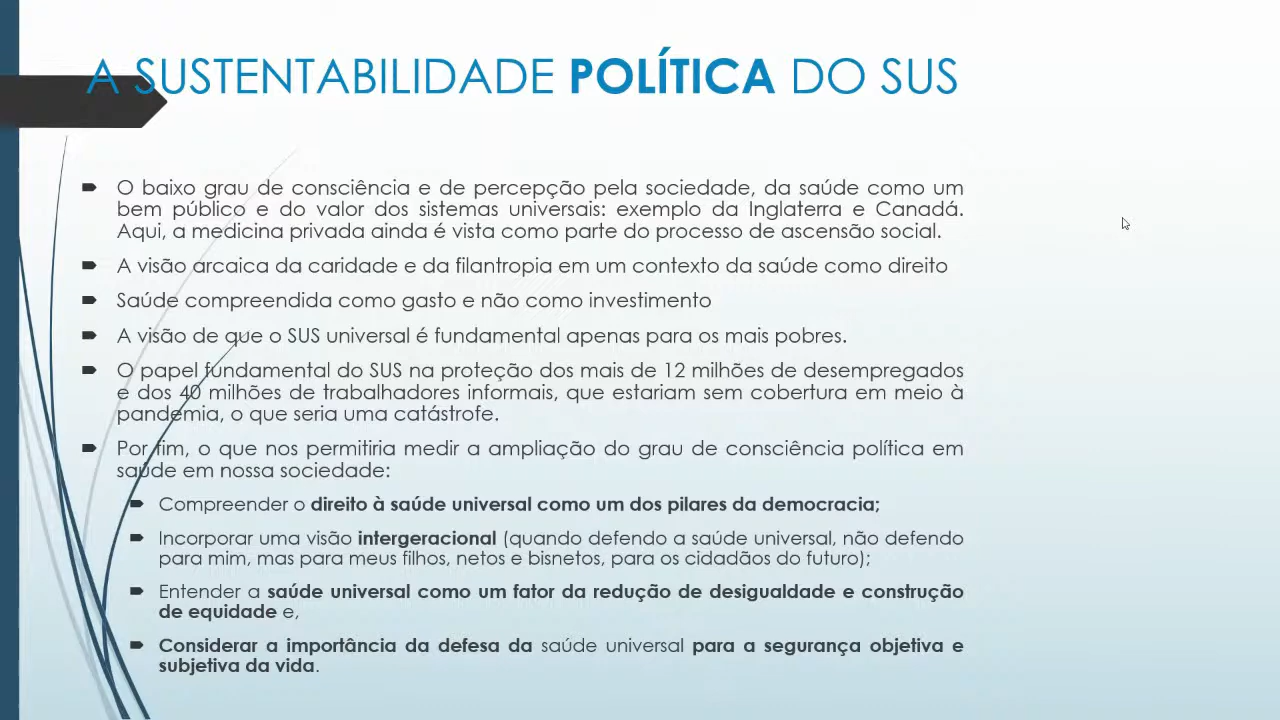 A SUSTENTABILIDADE POLÍTICA DO SUS
O baixo grau de consciência e de percepção pela sociedade, da saúde como um
bem público e do valor dos sistemas universais: exemplo da Inglaterra e Canadá.
Aqui, a medicina privada ainda é vista como parte do processo de ascensão social.
A visão arcaica da caridade e da filantropia em um contexto da saúde como direito
Saúde compreendida como gasto e não como investimento
A visão de que o SUS universal é fundamental apenas para os mais pobres.
O papel fundamental do SUS na proteção dos mais de 12 milhões de desempregados
e dos 40 milhões de trabalhadores informais, que estariam sem cobertura em meio à
pandemia, o que seria uma catástrofe.
Por fim, o que nos permitiria medir a ampliação do grau de consciência política em
saúde em nossa sociedade:
Compreender o direito à saúde universal como um dos pilares da democracia;
Incorporar uma visão intergeracional (quando defendo a saúde universal, não defendo
para mim, mas para meus filhos, netos e bisnetos, para os cidadãos do futuro);
Entender a saúde universal como um fator da redução de desigualdade e construção
de equidade e,
Considerar a importância da defesa da saúde universal para a segurança objetiva e
subjetiva da vida.